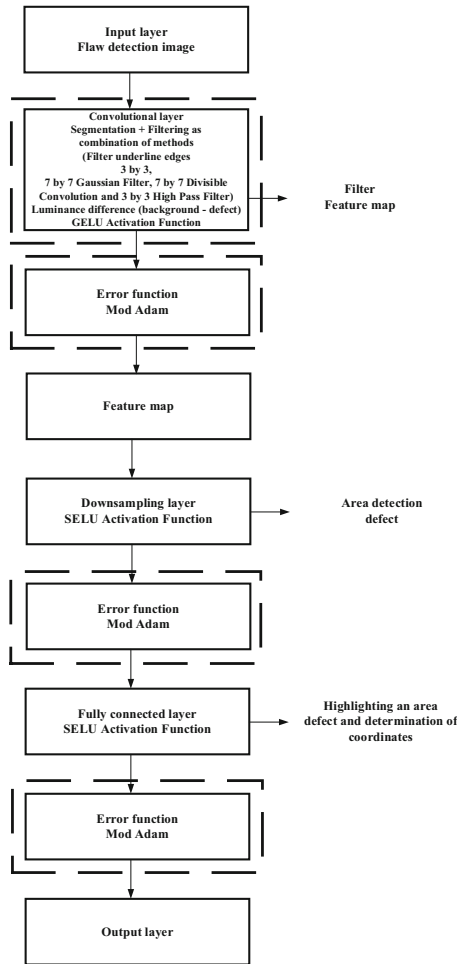 Input layer
Flaw detection image
Convolutional layer
Segmentation + Filtering as
combination of methods
(Filter underline edges
3 by 3,
7 by 7 Gaussian Filter, 7 by 7 Divisible
Convolution and 3 by 3 High Pass Filter)
Luminance difference (background - defect)
GELU Activation Function
Filter
Feature map
Error function
Mod Adam
Feature map
Downsampling layer
SELU Activation Function
Area detection
defect
Error function
Mod Adam
Fully connected layer
SELU Activation Function
Highlighting an area
defect and determination of
coordinates
Error function
Mod Adam
Output layer